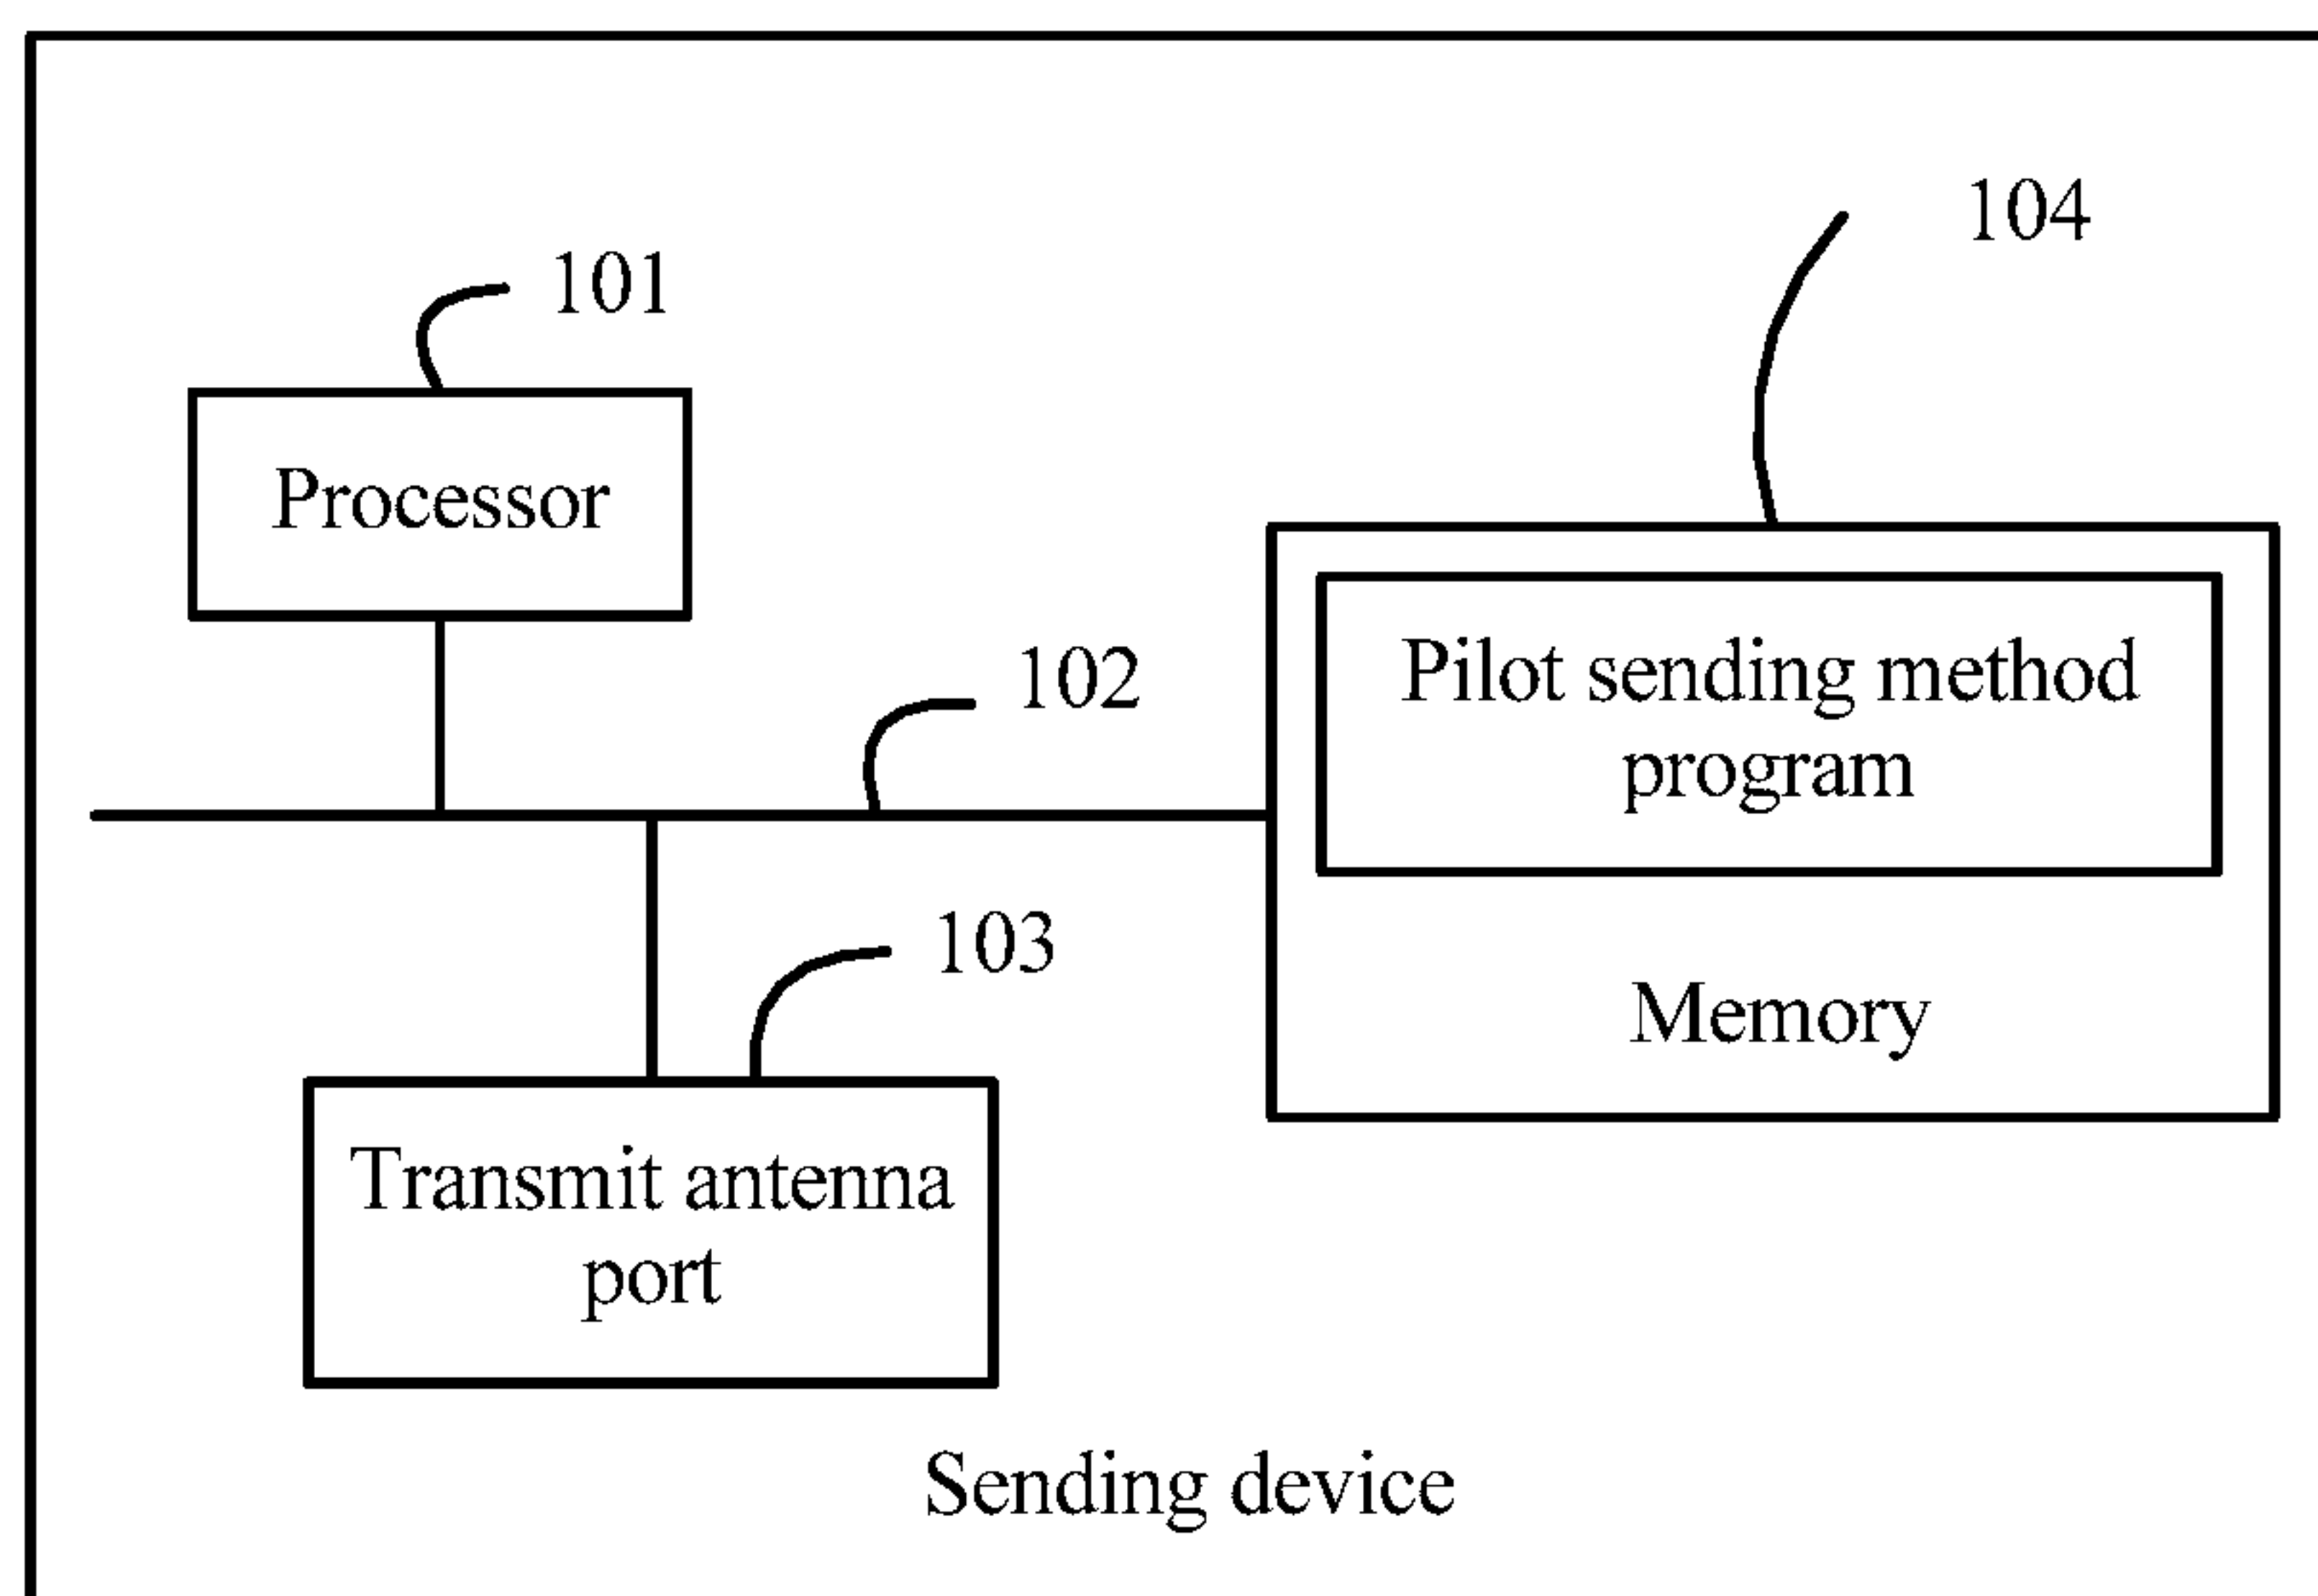 104
101
Processor
102
Pilot sending method
program
103
Memory
Transmit antenna
port
Sending device